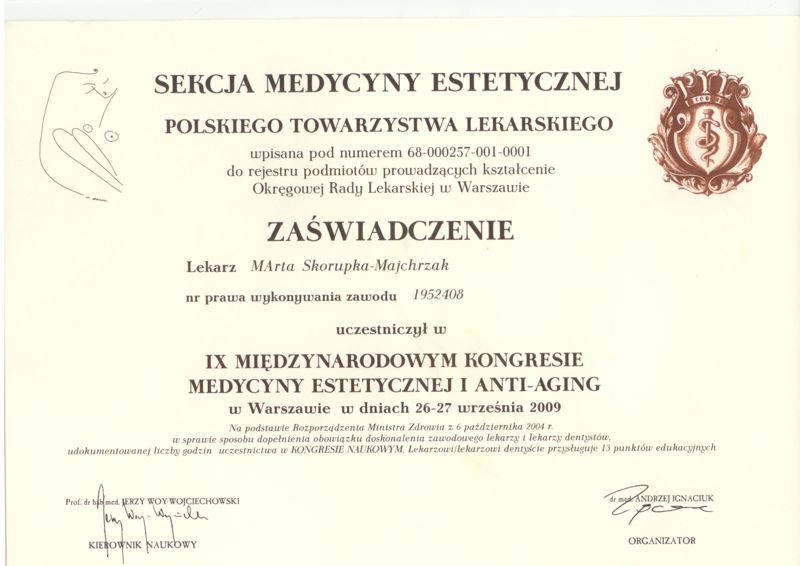 SEKCJA MEDYCYNY ESTETYCZNEJ
POLSKIEGO TOWARZYSTWA LEKARSKIEGO
wpisana pod numerem 68-000257-001-0001
do rejestru podmiotów prowadzących kształcenie
Okręgowej Rady Lekarskiej w Warszawie
PTL
ZAŚWIADCZENIE
Lekarz MArta Skorupka-Majchrzak
nr prawa wykonywania zawodu 1952408
uczestniczył w
IX MIĘDZYNARODOWYM KONGRESIE
MEDYCYNY ESTETYCZNEJ I ANTI-AGING
w Warszawie w dniach 26-27 września 2009
Na podstawie Rozporządzenia Ministra Zdrowia z 6 października 2004 r.
w sprawie sposobu dopełnienia obowiązku doskonalenia zawodowego lekarzy i lekarzy dentystów,
udokumentowanej liczby godzin uczestnictwa w KONGRESIE NAUKOWYM, Lekarzowi/lekarzowi dentyście przysługuje 13 punktów edukacyjnych
Prof. dr hab med. JERZY WOY-WOJCIECHOWSKI
KIEROWNIK NAUKOWY
dr med. ANDRZEJ IGNACIUK
ORGANIZATOR